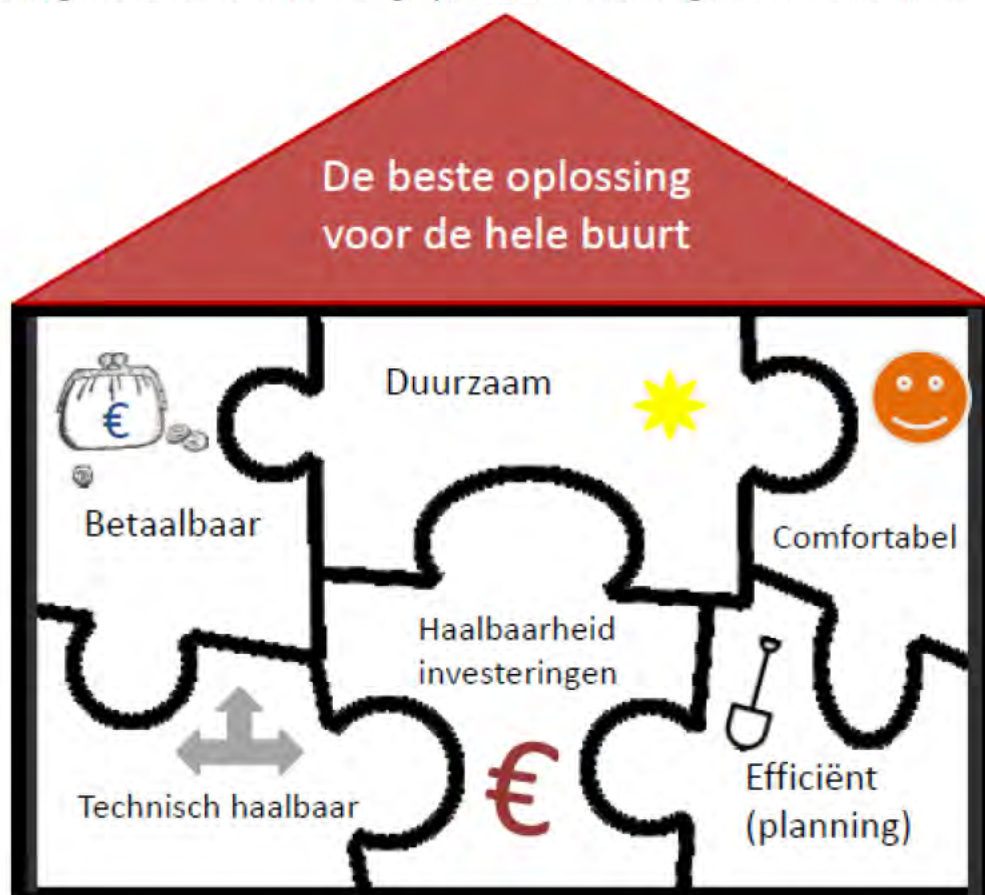 De beste oplossing
voor de hele buurt
Duurzaam
€
Betaalbaar
Comfortabel
Haalbaarheid
investeringen
€
Technisch haalbaar
Efficiënt
(planning)